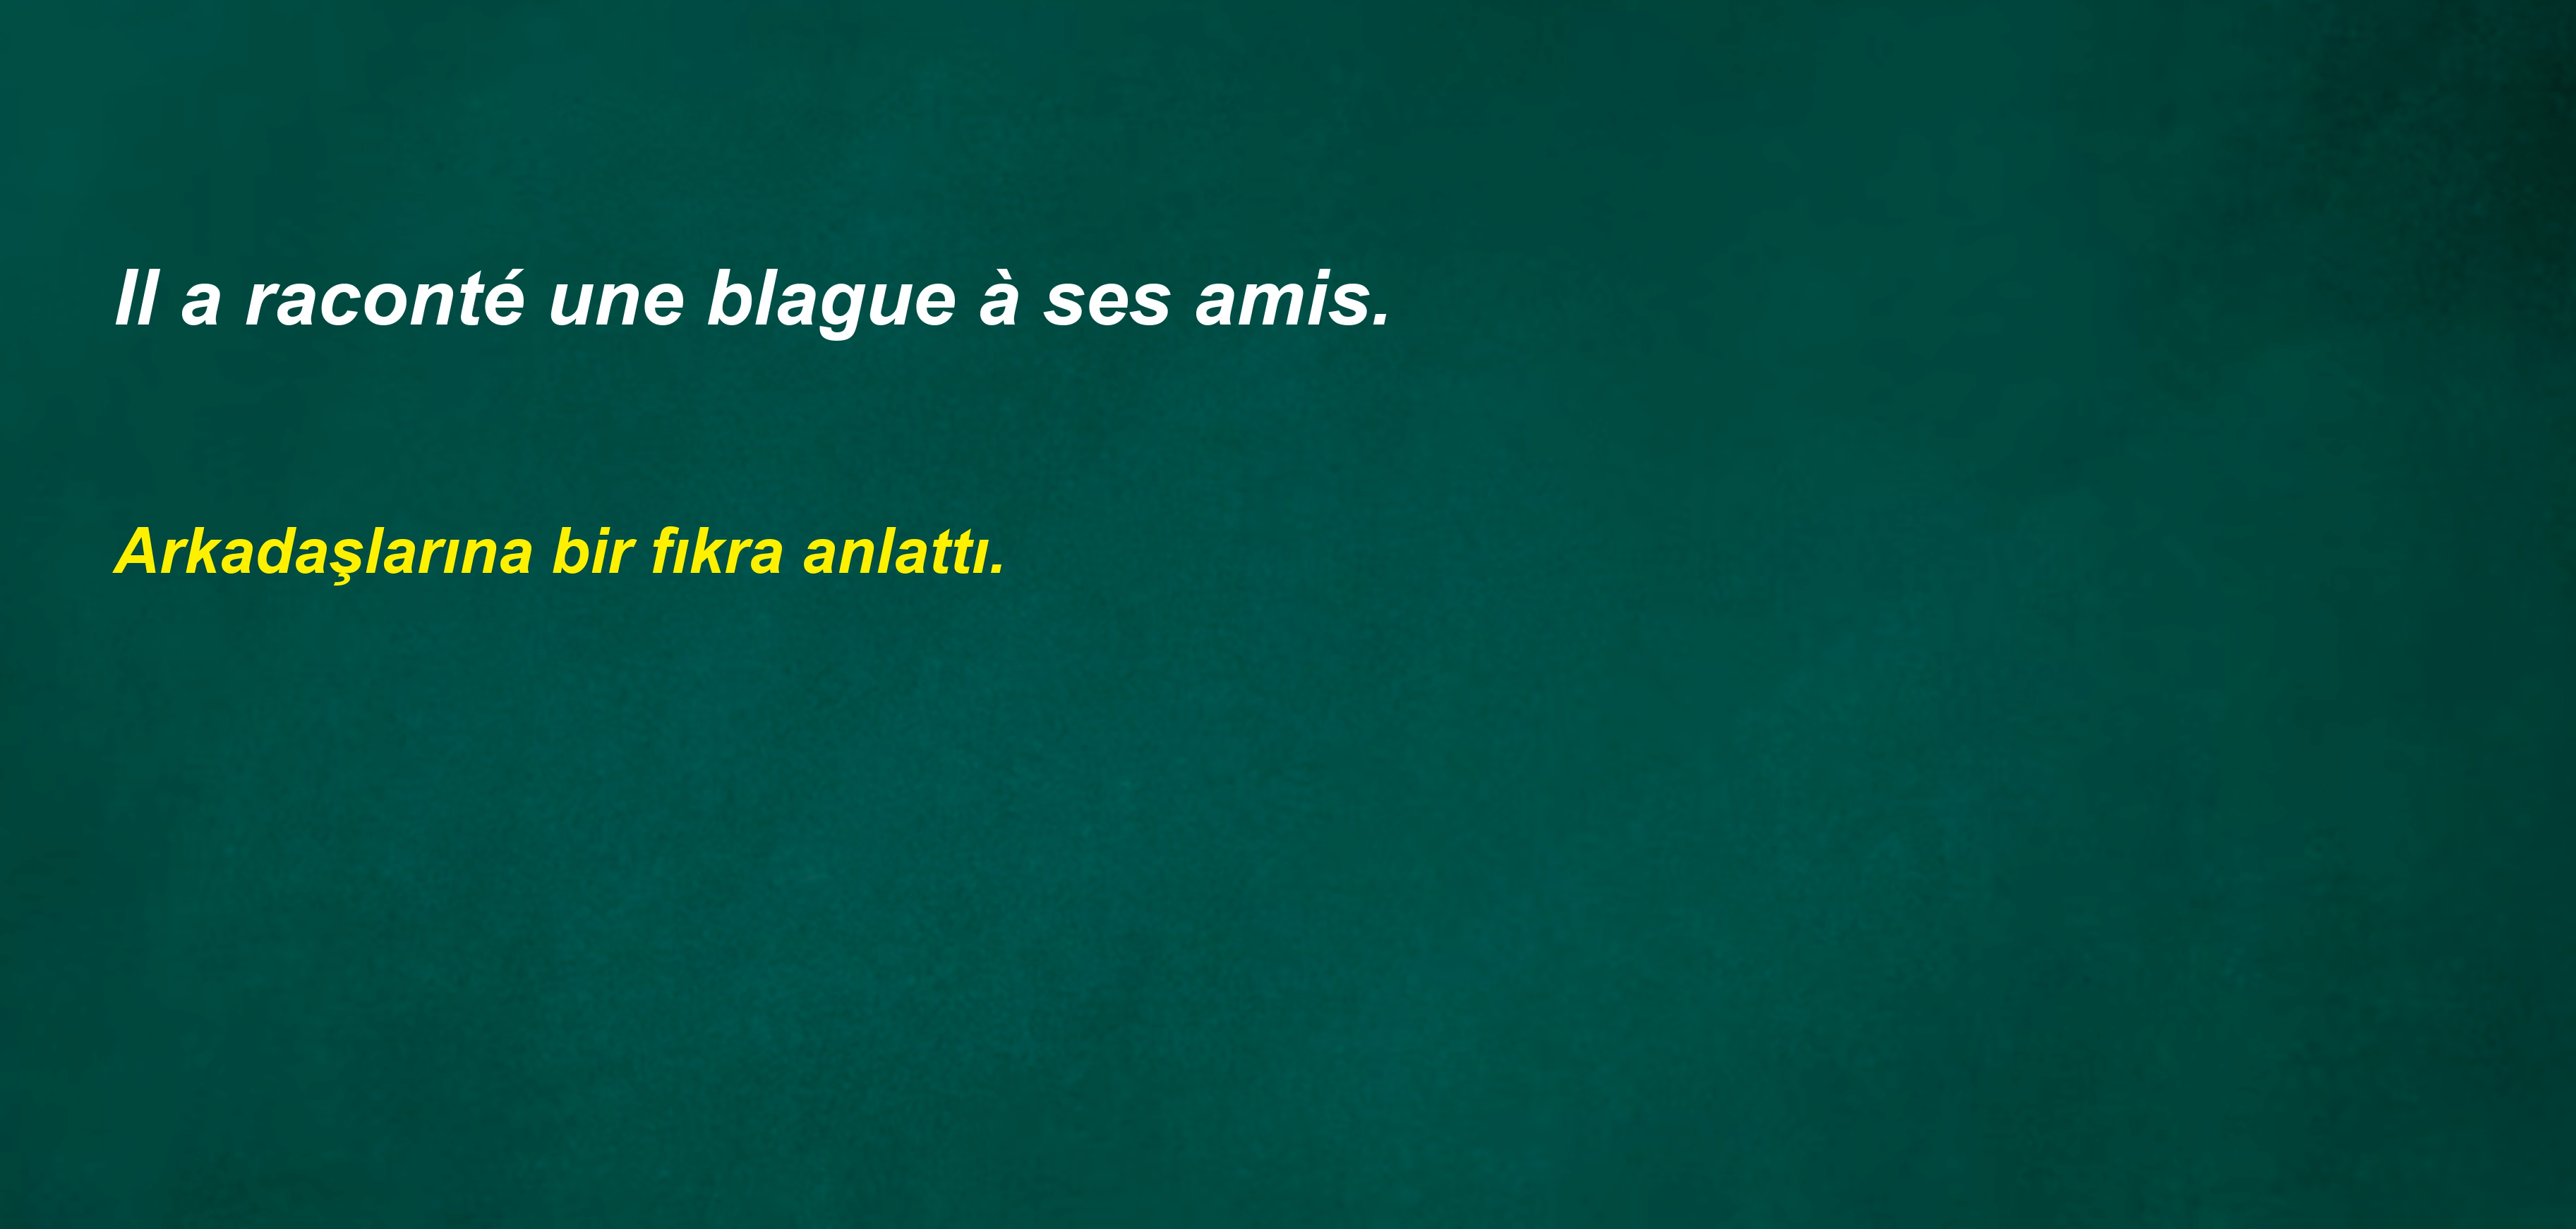 Il a raconté une blague à ses amis.
Arkadaşlarına bir fıkra anlattı.